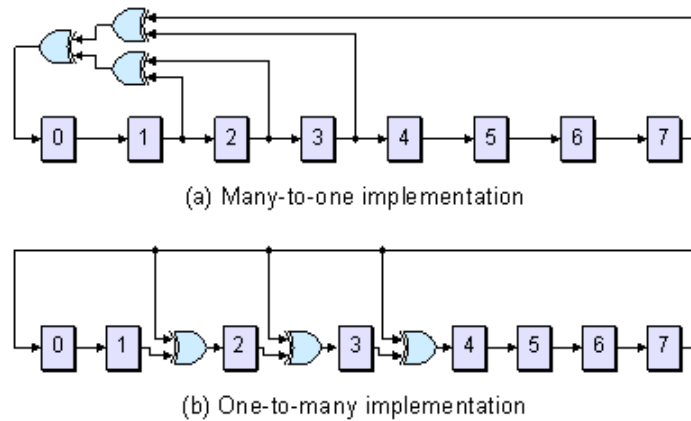 0 1 2 3 4 5 6 7
(a) Many-to-one implementation
0 1 2 3 4 5 6 7
(b) One-to-many implementation